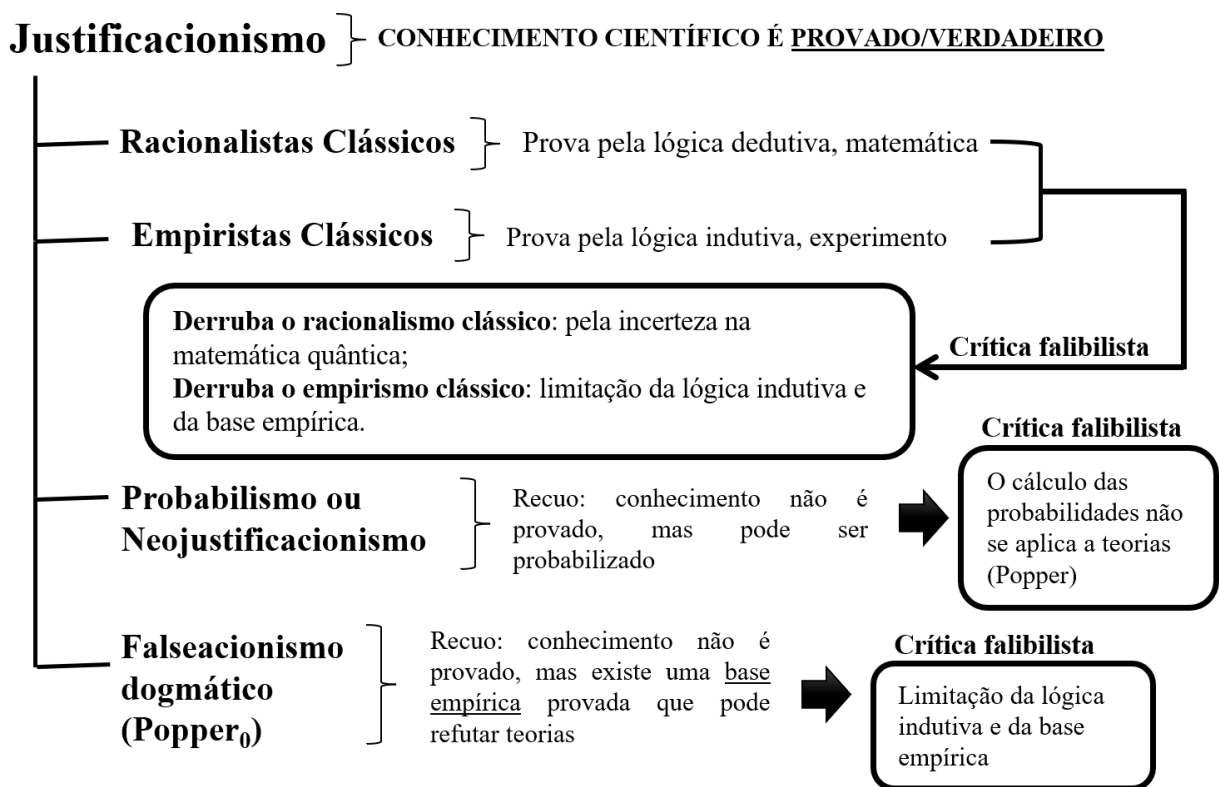 Justificacionismo CONHECIMENTO CIENTÍFICO É PROVADO/VERDADEIRO
Racionalistas Clássicos Prova pela lógica dedutiva, matemática
Empiristas Clássicos Prova pela lógica indutiva, experimento
Derruba o racionalismo clássico: pela incerteza na
matemática quântica;
Derruba o empirismo clássico: limitação da lógica indutiva e
da base empírica.
Crítica falibilista
Probabilismo ou
Neojustificacionismo
Recuo: conhecimento não é
provado, mas pode ser
probabilizado
Crítica falibilista
O cálculo das
probabilidades não
se aplica a teorias
(Popper)
Falseacionismo
dogmático
(Popper₀)
Recuo: conhecimento não é
provado, mas existe uma base
empírica provada que pode
refutar teorias
Crítica falibilista
Limitação da lógica
indutiva e da base
empírica